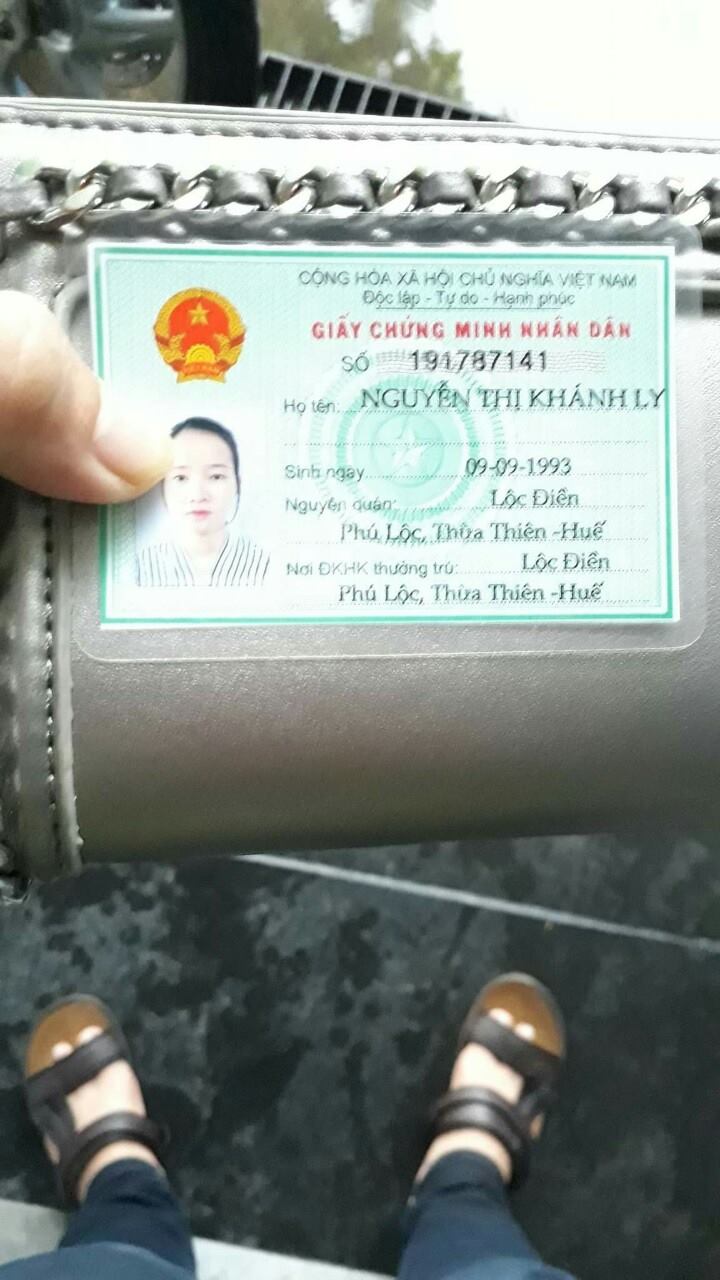 CỘNG HÒA XÃ HỘI CHỦ NGHĨA VIỆT NAM
Độc lập - Tự do - Hạnh phúc
GIẤY CHỨNG MINH NHÂN DÂN
SỐ 191787141
Họ tên: NGUYỄN THỊ KHÁNH LY
Sinh ngày 09-09-1993
Nguyên quán: Lộc Điền
Phú Lộc, Thừa Thiên -Huế
Nơi ĐKHK thường trú: Lộc Điền
Phú Lộc, Thừa Thiên -Huế